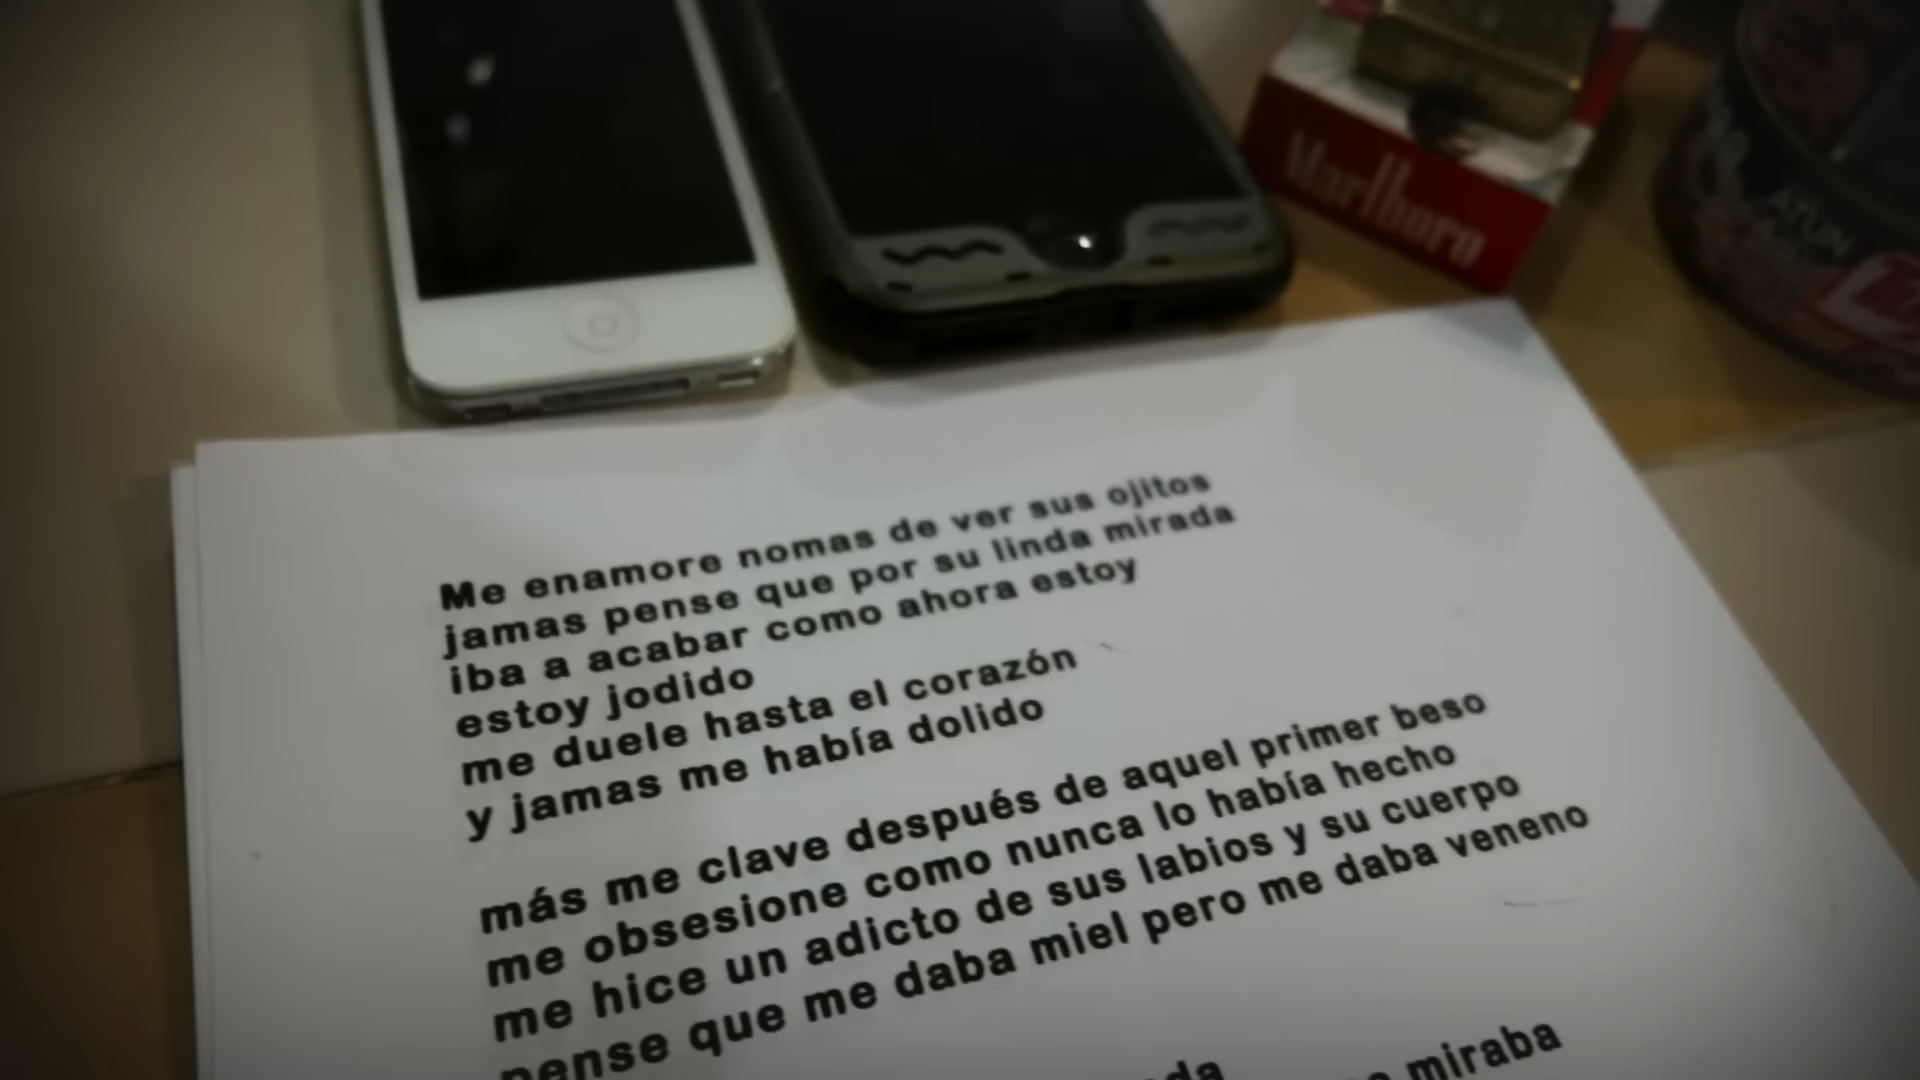 Marlboro
ATUN
Me enamore nomas de ver sus ojitos
jamas pense que por su linda mirada
iba a acabar como ahora estoy
estoy jodido
me duele hasta el corazón
y jamas me había dolido
más me clave después de aquel primer beso
me obsesione como nunca lo había hecho
me hice un adicto de sus labios y su cuerpo
pense que me daba miel pero me daba veneno
miraba